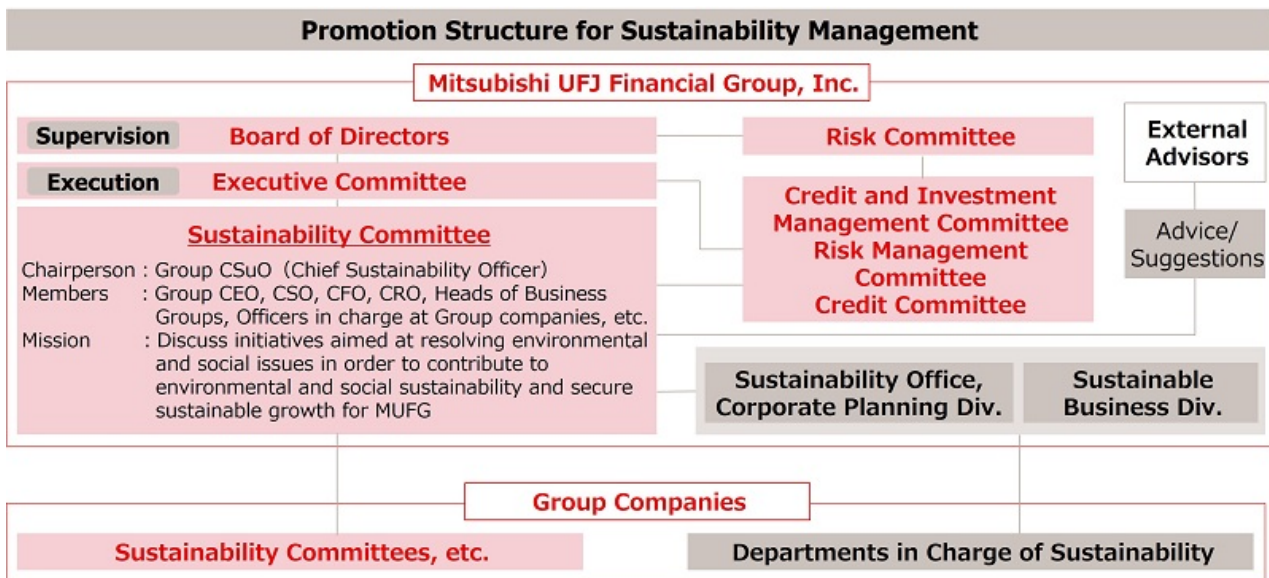 Promotion Structure for Sustainability Management
Mitsubishi UFJ Financial Group, Inc.
Supervision Board of Directors
Risk Committee
External
Advisors
Execution Executive Committee
Credit and Investment
Management Committee
Risk Management
Committee
Credit Committee
Advice/
Suggestions
Sustainability Committee
Chairperson : Group CSuO (Chief Sustainability Officer)
Members : Group CEO, CSO, CFO, CRO, Heads of Business
Groups, Officers in charge at Group companies, etc.
Mission : Discuss initiatives aimed at resolving environmental
and social issues in order to contribute to
environmental and social sustainability and secure
sustainable growth for MUFG
Sustainability Office,
Corporate Planning Div.
Sustainable
Business Div.
Group Companies
Sustainability Committees, etc.
Departments in Charge of Sustainability